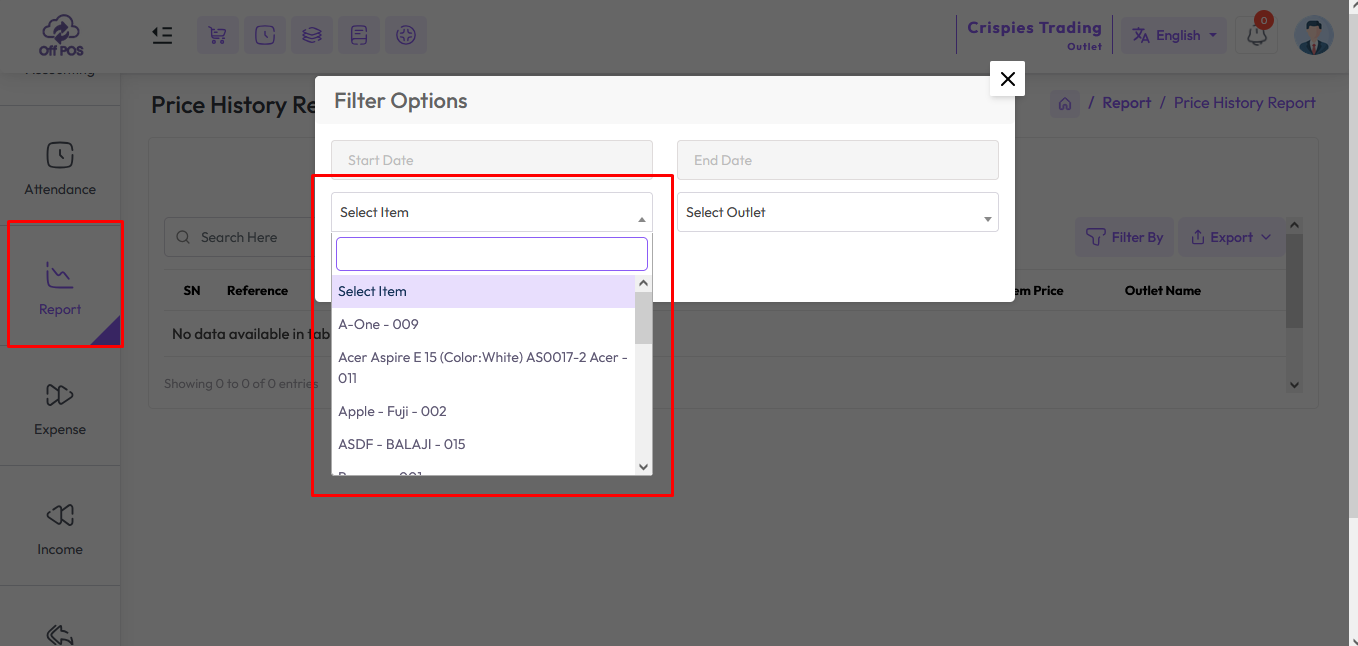 Off POS
Crispies Trading
Outlet
English
0
Accounting
Filter Options
Price History Re
/ Report / Price History Report
Start Date
End Date
Attendance
Select Item
Select Outlet
Search Here
Filter By
Export
Select Item
SN
Reference
em Price
Outlet Name
Report
A-One - 009
No data available in tab
Acer Aspire E 15 (Color:White) AS0017-2 Acer -
011
Showing 0 to 0 of 0 entries
Apple - Fuji - 002
Expense
ASDF - BALAJI - 015
Income